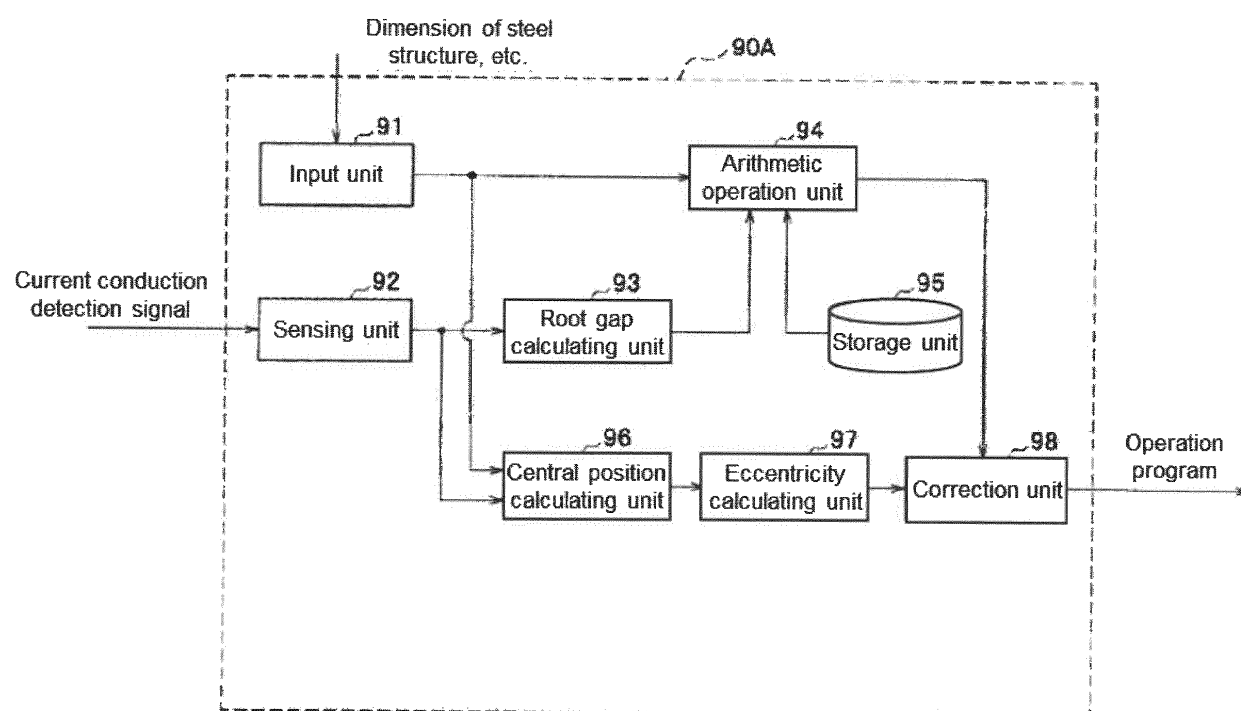 Dimension of steel
structure, etc.
90A
91
Input unit
94
Arithmetic
operation unit
Current conduction
detection signal
92
Sensing unit
93
Root gap
calculating unit
95
Storage unit
96
Central position
calculating unit
97
Eccentricity
calculating unit
98
Correction unit
Operation
program